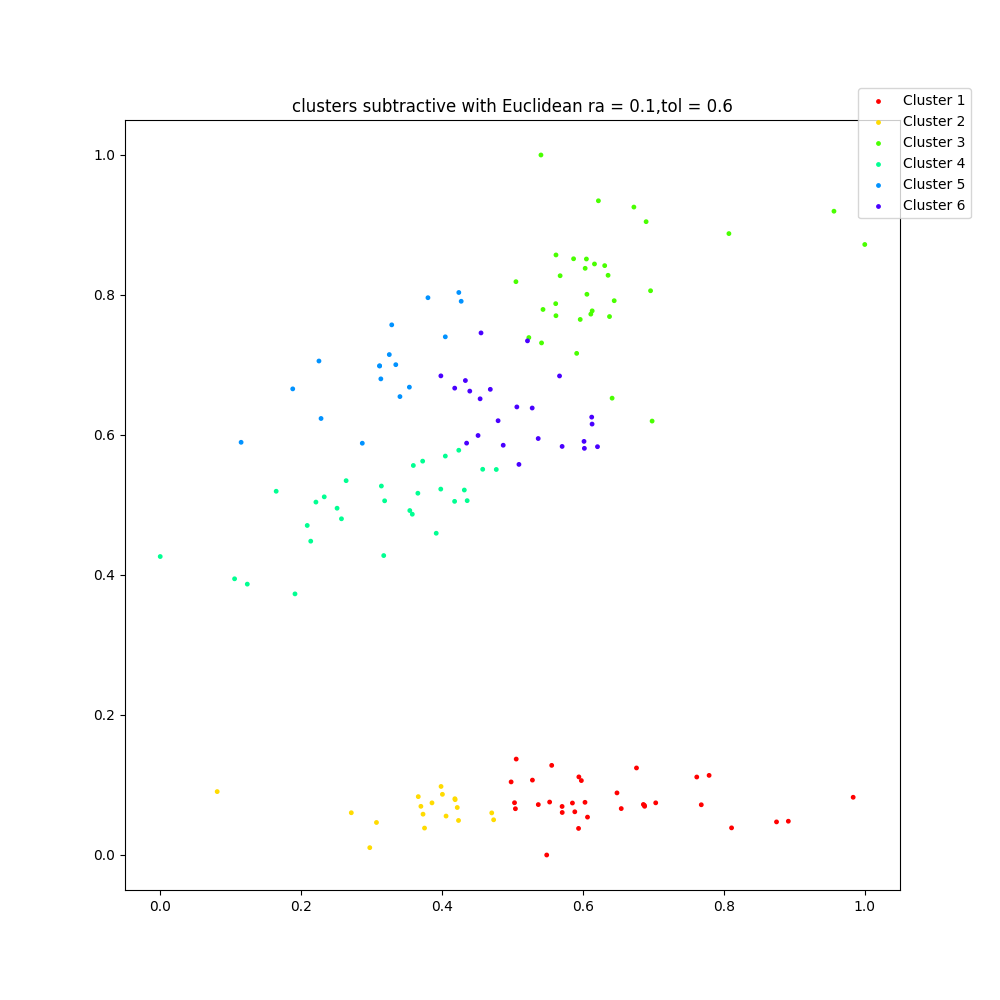 clusters subtractive with Euclidean ra = 0.1,tol = 0.6
Cluster 1
Cluster 2
Cluster 3
Cluster 4
Cluster 5
Cluster 6
1.0
0.8
0.6
0.4
0.2
0.0
0.0 0.2 0.4 0.6 0.8 1.0